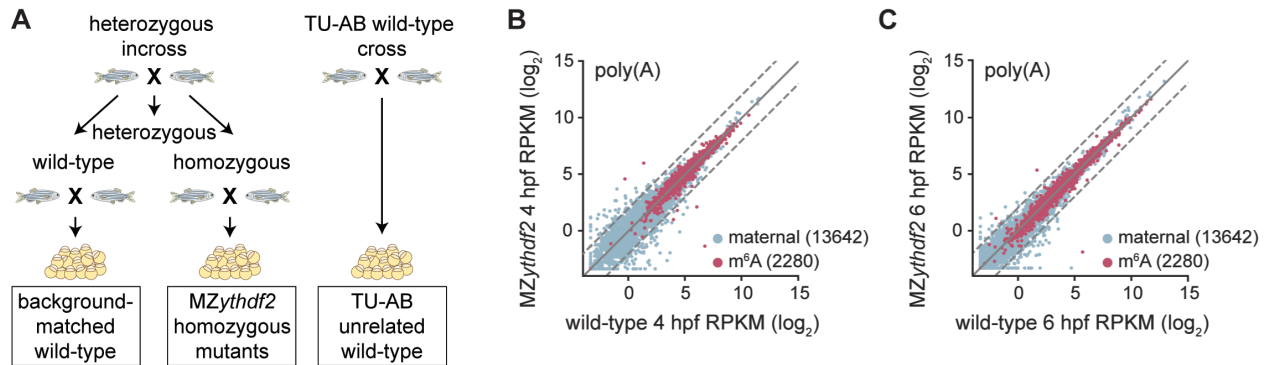 A
heterozygous
incross
X
TU-AB wild-type
cross
X
heterozygous
wild-type
homozygous
X
X
background-
matched
wild-type
MZythdf2
homozygous
mutants
TU-AB
unrelated
wild-type
B
MZythdf2 4 hpf RPKM (log₂)
15
10
5
0
poly(A)
maternal (13642)
m⁶A (2280)
0 5 10 15
wild-type 4 hpf RPKM (log₂)
C
MZythdf2 6 hpf RPKM (log₂)
15
10
5
0
poly(A)
maternal (13642)
m⁶A (2280)
0 5 10 15
wild-type 6 hpf RPKM (log₂)